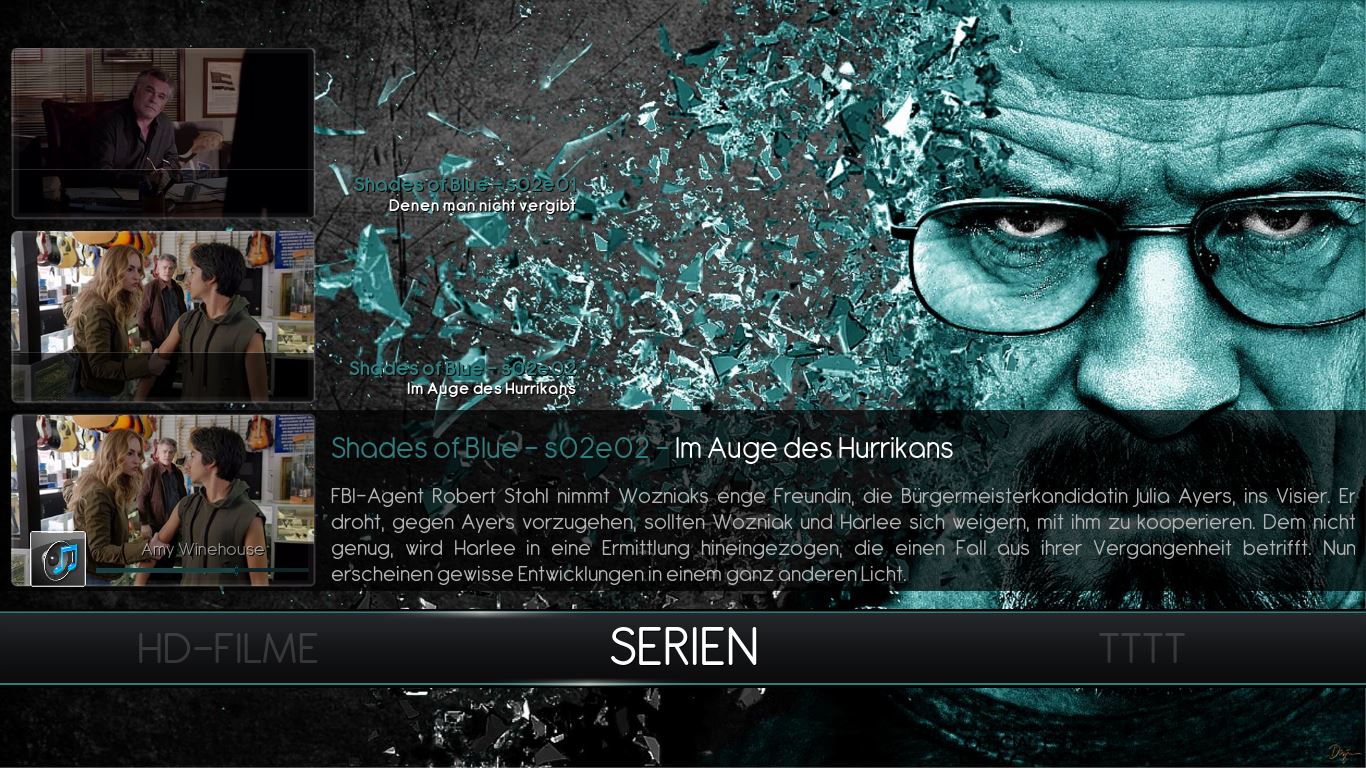 Shades of Blue - s02e01
Denen man nicht vergibt
Shades of Blue - s02e02
Im Auge des Hurrikans
Shades of Blue - s02e02 - Im Auge des Hurrikans
FBI-Agent Robert Stahl nimmt Wozniaks enge Freundin, die Bürgermeisterkandidatin Julia Ayers, ins Visier. Er
droht, gegen Ayers vorzugehen, sollten Wozniak und Harlee sich weigern, mit ihm zu kooperieren. Dem nicht
genug, wird Harlee in eine Ermittlung hineingezogen, die einen Fall aus ihrer Vergangenheit betrifft. Nun
erscheinen gewisse Entwicklungen in einem ganz anderen Licht.
Amy Winehouse
HD-FILME
SERIEN
TTTT